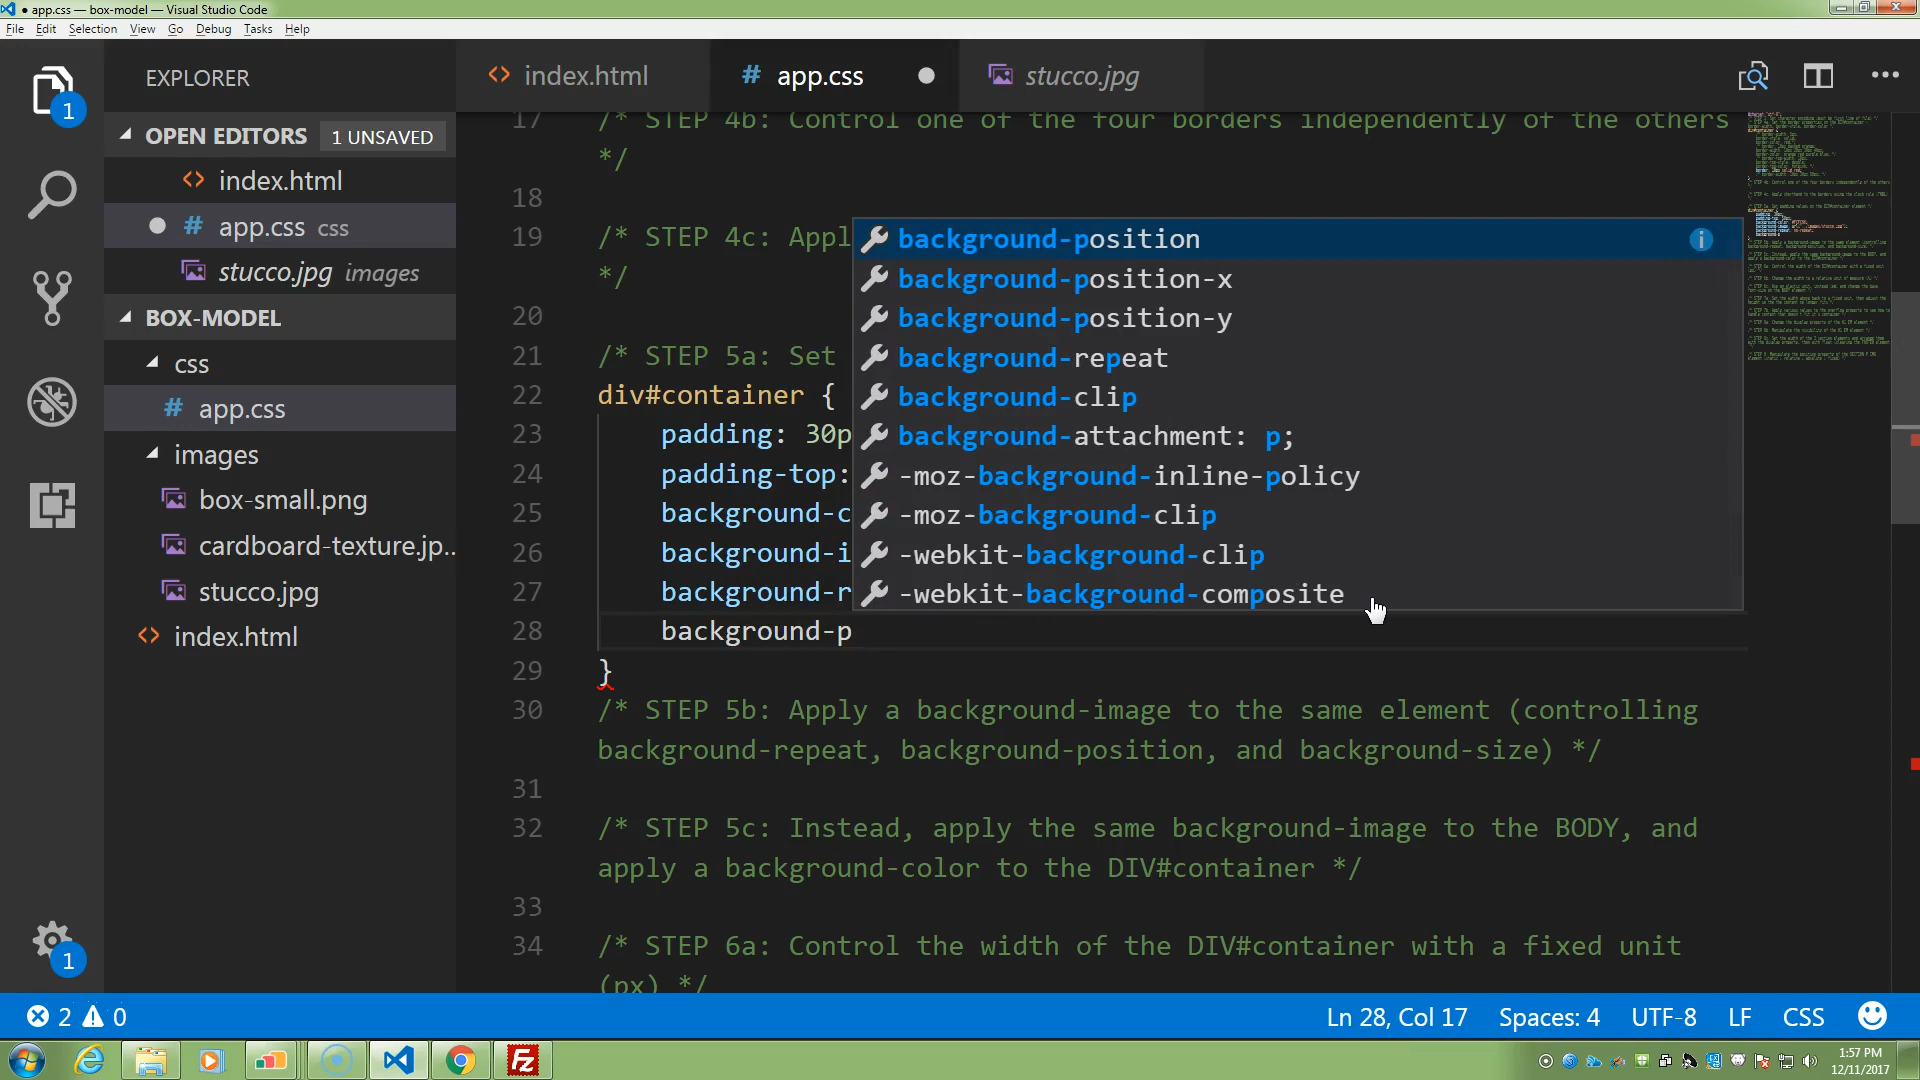 ● app.css — box-model — Visual Studio Code
File Edit Selection View Go Debug Tasks Help
EXPLORER
index.html
# app.css
stucco.jpg
OPEN EDITORS 1 UNSAVED
index.html
# app.css css
stucco.jpg images
BOX-MODEL
css
# app.css
images
box-small.png
cardboard-texture.jp...
stucco.jpg
index.html
1
1
17 /* STEP 4b: Control one of the four borders independently of the others
*/
18
19 /* STEP 4c: Appl
*/
20
21 /* STEP 5a: Set
22 div#container {
23 padding: 30p
24 padding-top:
25 background-c
26 background-i
27 background-r
28 background-p
29 }
background-position
background-position-x
background-position-y
background-repeat
background-clip
background-attachment: p;
-moz-background-inline-policy
-moz-background-clip
-webkit-background-clip
-webkit-background-composite
30 /* STEP 5b: Apply a background-image to the same element (controlling
background-repeat, background-position, and background-size) */
31
32 /* STEP 5c: Instead, apply the same background-image to the BODY, and
apply a background-color to the DIV#container */
33
34 /* STEP 6a: Control the width of the DIV#container with a fixed unit
(px) */
2 0
Ln 28, Col 17 Spaces: 4 UTF-8 LF CSS
1:57 PM
12/11/2017